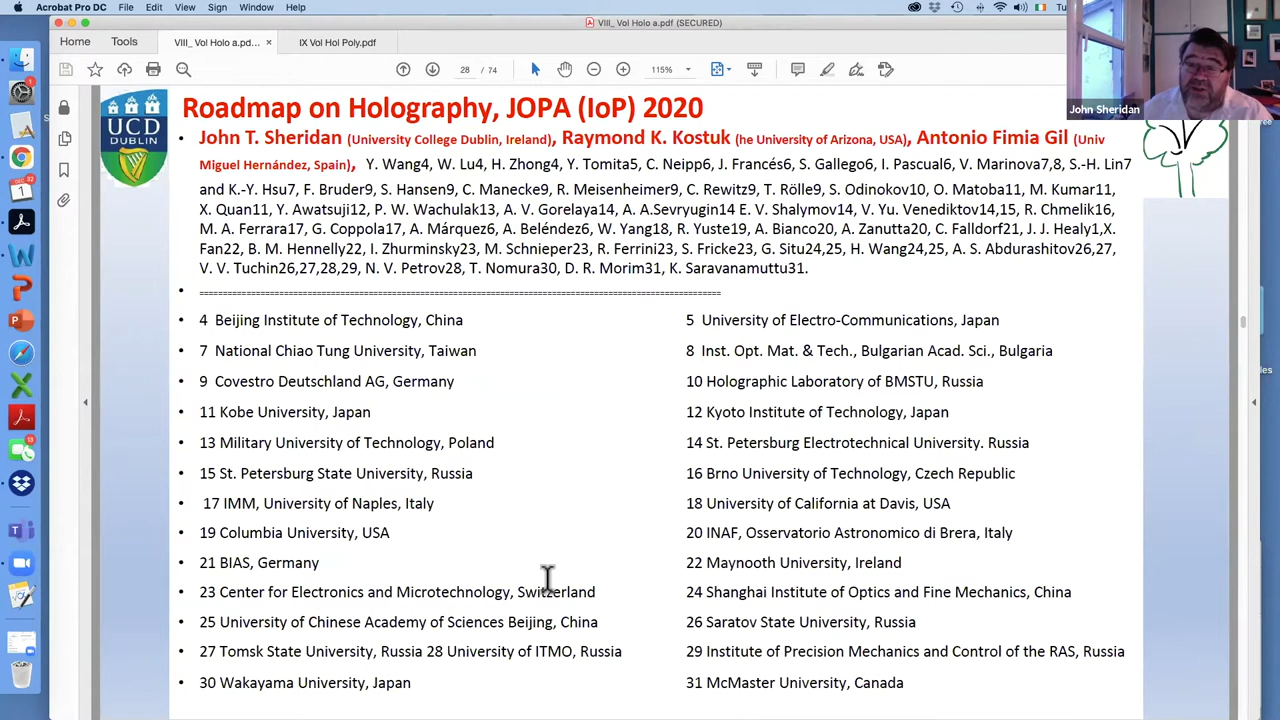 Acrobat Pro DC File Edit View Sign Window Help
VIII_ Vol Holo a.pdf (SECURED)
Home Tools VIII_ Vol Holo a.pd... × IX Vol Hol Poly.pdf
28 / 74 115%
UCD
DUBLIN
Roadmap on Holography, JOPA (IoP) 2020
• John T. Sheridan (University College Dublin, Ireland), Raymond K. Kostuk (he University of Arizona, USA), Antonio Fimia Gil (Univ
Miguel Hernández, Spain), Y. Wang4, W. Lu4, H. Zhong4, Y. Tomita5, C. Neipp6, J. Francés6, S. Gallego6, I. Pascual6, V. Marinova7,8, S.-H. Lin7
and K.-Y. Hsu7, F. Bruder9, S. Hansen9, C. Manecke9, R. Meisenheimer9, C. Rewitz9, T. Rölle9, S. Odinokov10, O. Matoba11, M. Kumar11,
X. Quan11, Y. Awatsuji12, P. W. Wachulak13, A. V. Gorelaya14, A. A.Sevryugin14 E. V. Shalymov14, V. Yu. Venediktov14,15, R. Chmelik16,
M. A. Ferrara17, G. Coppola17, A. Márquez6, A. Beléndez6, W. Yang18, R. Yuste19, A. Bianco20, A. Zanutta20, C. Falldorf21, J. J. Healy1,X.
Fan22, B. M. Hennelly22, I. Zhurminsky23, M. Schnieper23, R. Ferrini23, S. Fricke23, G. Situ24,25, H. Wang24,25, A. S. Abdurashitov26,27,
V. V. Tuchin26,27,28,29, N. V. Petrov28, T. Nomura30, D. R. Morim31, K. Saravanamuttu31.
• 4 Beijing Institute of Technology, China 5 University of Electro-Communications, Japan
• 7 National Chiao Tung University, Taiwan 8 Inst. Opt. Mat. & Tech., Bulgarian Acad. Sci., Bulgaria
• 9 Covestro Deutschland AG, Germany 10 Holographic Laboratory of BMSTU, Russia
• 11 Kobe University, Japan 12 Kyoto Institute of Technology, Japan
• 13 Military University of Technology, Poland 14 St. Petersburg Electrotechnical University. Russia
• 15 St. Petersburg State University, Russia 16 Brno University of Technology, Czech Republic
• 17 IMM, University of Naples, Italy 18 University of California at Davis, USA
• 19 Columbia University, USA 20 INAF, Osservatorio Astronomico di Brera, Italy
• 21 BIAS, Germany 22 Maynooth University, Ireland
• 23 Center for Electronics and Microtechnology, Switzerland 24 Shanghai Institute of Optics and Fine Mechanics, China
• 25 University of Chinese Academy of Sciences Beijing, China 26 Saratov State University, Russia
• 27 Tomsk State University, Russia 28 University of ITMO, Russia 29 Institute of Precision Mechanics and Control of the RAS, Russia
• 30 Wakayama University, Japan 31 McMaster University, Canada
John Sheridan